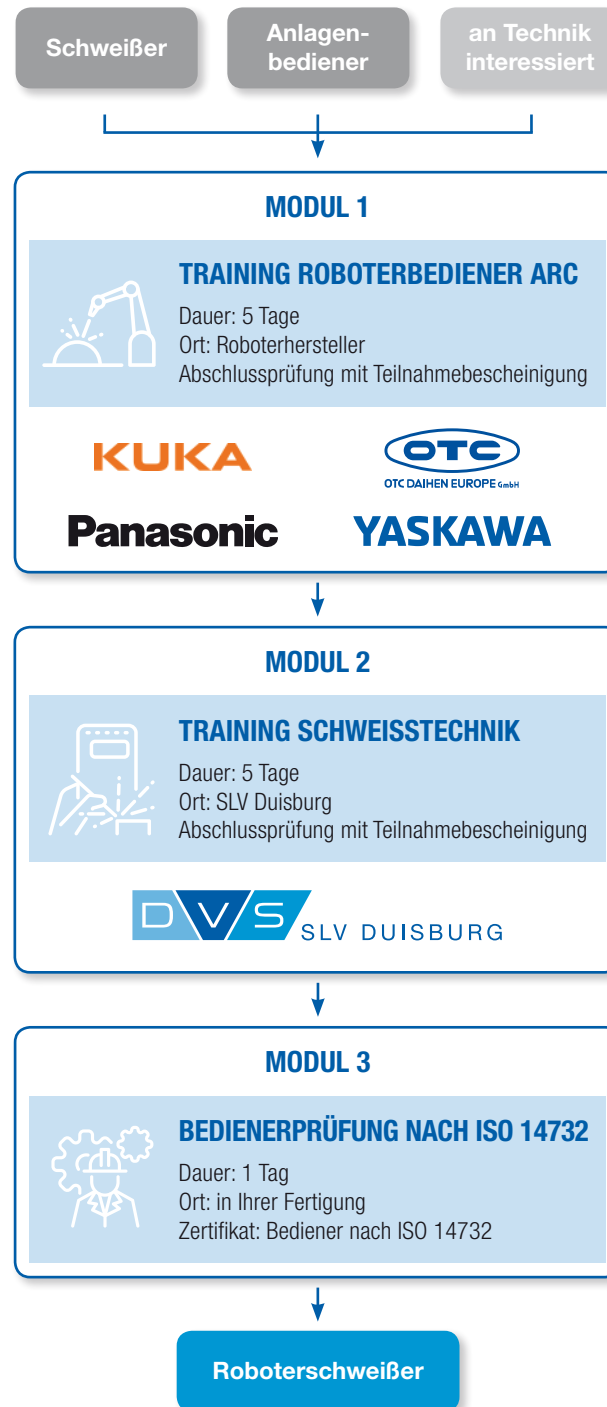 Schweißer
Anlagen-
bediener
an Technik
interessiert
MODUL 1
TRAINING ROBOTERBEDIENER ARC
Dauer: 5 Tage
Ort: Roboterhersteller
Abschlussprüfung mit Teilnahmebescheinigung
KUKA
OTC
OTC DAIHEN EUROPE GmbH
Panasonic
YASKAWA
MODUL 2
TRAINING SCHWEISSTECHNIK
Dauer: 5 Tage
Ort: SLV Duisburg
Abschlussprüfung mit Teilnahmebescheinigung
DVS SLV DUISBURG
MODUL 3
BEDIENERPRÜFUNG NACH ISO 14732
Dauer: 1 Tag
Ort: in Ihrer Fertigung
Zertifikat: Bediener nach ISO 14732
Roboterschweißer